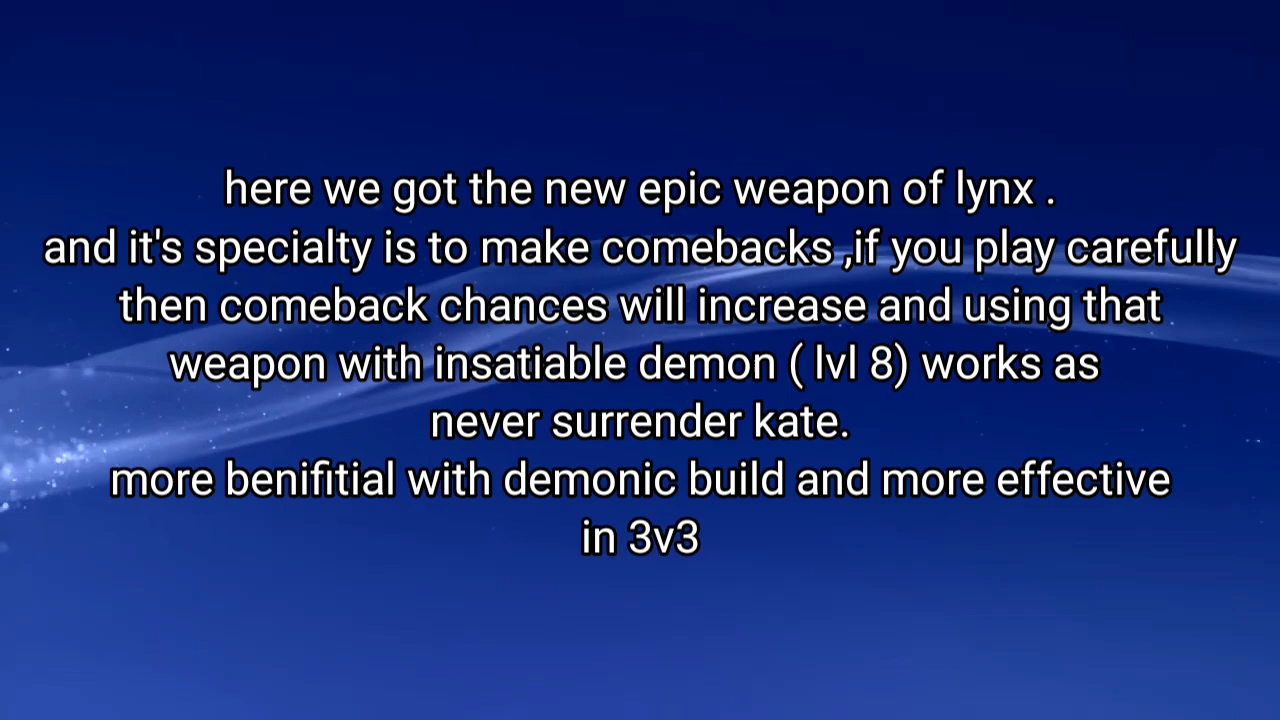 here we got the new epic weapon of lynx .
and it's specialty is to make comebacks ,if you play carefully
then comeback chances will increase and using that
weapon with insatiable demon ( lvl 8) works as
never surrender kate.
more benifitial with demonic build and more effective
in 3v3